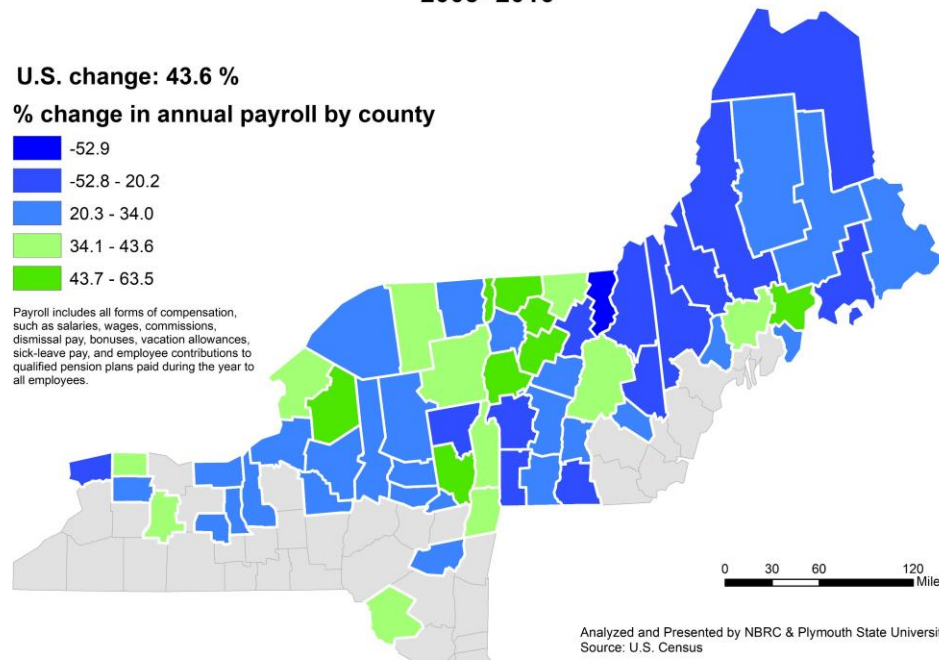 U.S. change: 43.6 %
% change in annual payroll by county
-52.9
-52.8 - 20.2
20.3 - 34.0
34.1 - 43.6
43.7 - 63.5
Payroll includes all forms of compensation,
such as salaries, wages, commissions,
dismissal pay, bonuses, vacation allowances,
sick-leave pay, and employee contributions to
qualified pension plans paid during the year to
all employees.
0 30 60 120
Mile
Analyzed and Presented by NBRC & Plymouth State Universit
Source: U.S. Census